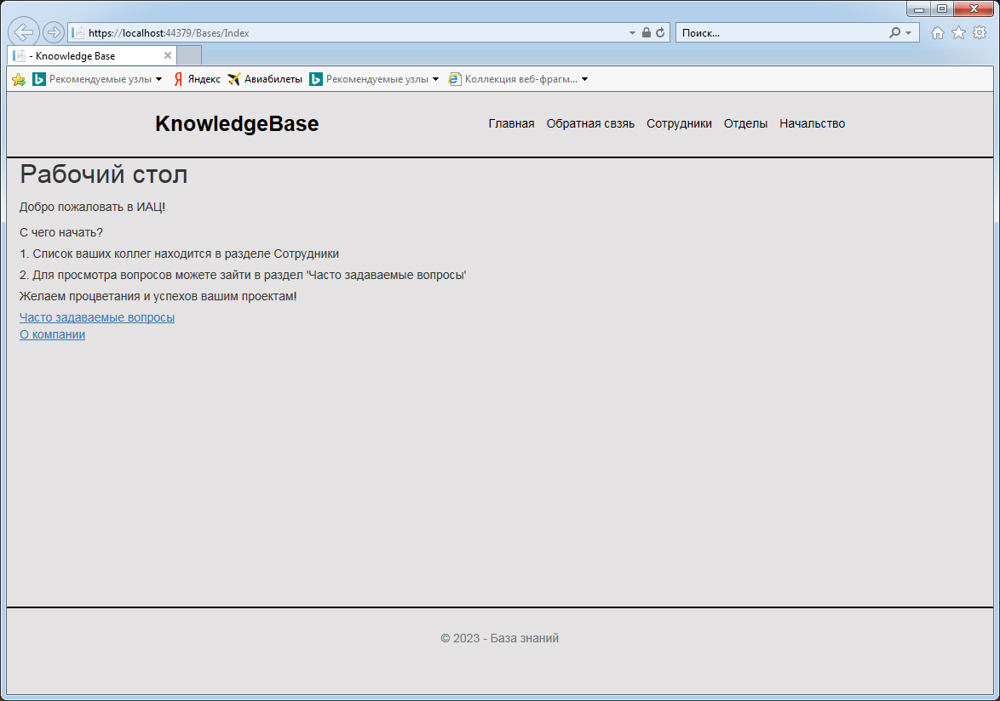 https://localhost:44379/Bases/Index
Поиск...
- Knoowledge Base
Рекомендуемые узлы
Яндекс
Авиабилеты
Рекомендуемые узлы
Коллекция веб-фрагм...
KnowledgeBase
Главная Обратная свзяь Сотрудники Отделы Начальство
Рабочий стол
Добро пожаловать в ИАЦ!
С чего начать?
1. Список ваших коллег находится в разделе Сотрудники
2. Для просмотра вопросов можете зайти в раздел 'Часто задаваемые вопросы'
Желаем процветания и успехов вашим проектам!
Часто задаваемые вопросы
О компании
© 2023 - База знаний